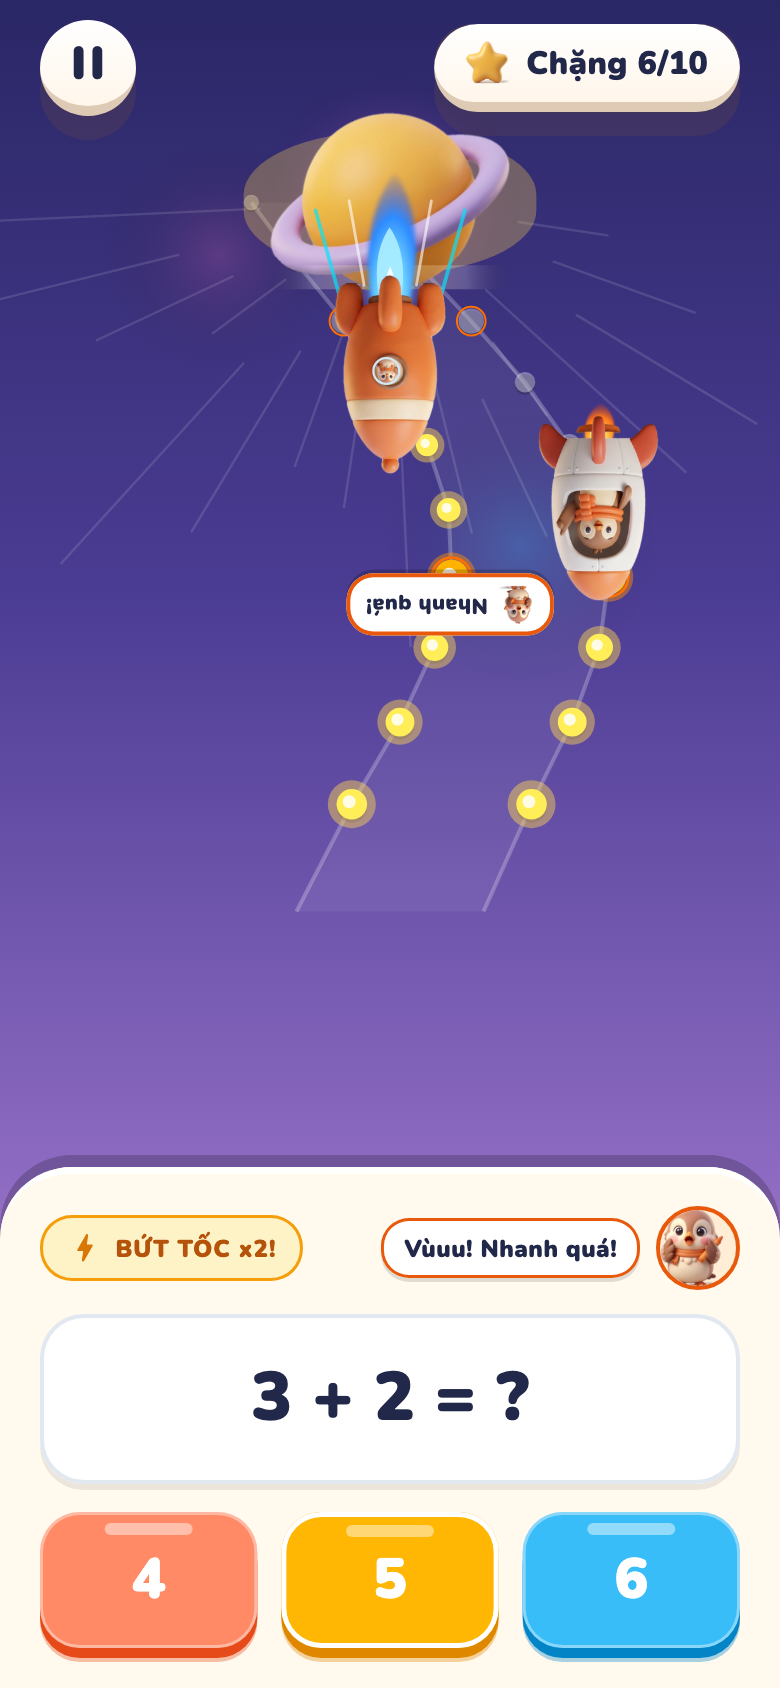 Chặng 6/10
Nhanh quá!
BỨT TỐC x2!
Vùuu! Nhanh quá!
3 + 2 = ?
4
5
6